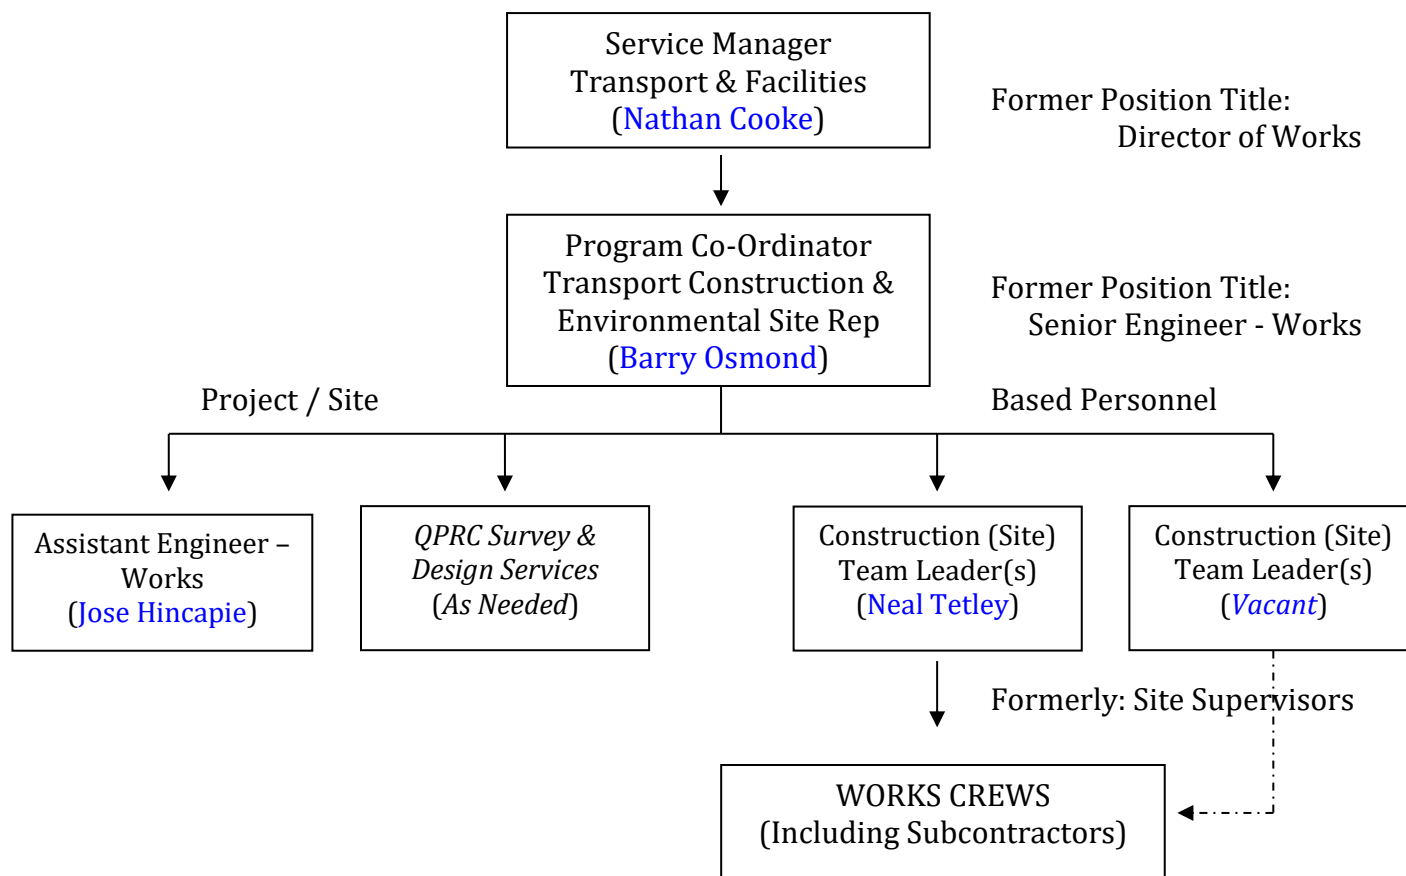 Service Manager
Transport & Facilities
(Nathan Cooke)
Former Position Title:
Director of Works
Program Co-Ordinator
Transport Construction &
Environmental Site Rep
(Barry Osmond)
Former Position Title:
Senior Engineer - Works
Project / Site
Based Personnel
Assistant Engineer –
Works
(Jose Hincapie)
QPRC Survey &
Design Services
(As Needed)
Construction (Site)
Team Leader(s)
(Neal Tetley)
Construction (Site)
Team Leader(s)
(Vacant)
Formerly: Site Supervisors
WORKS CREWS
(Including Subcontractors)